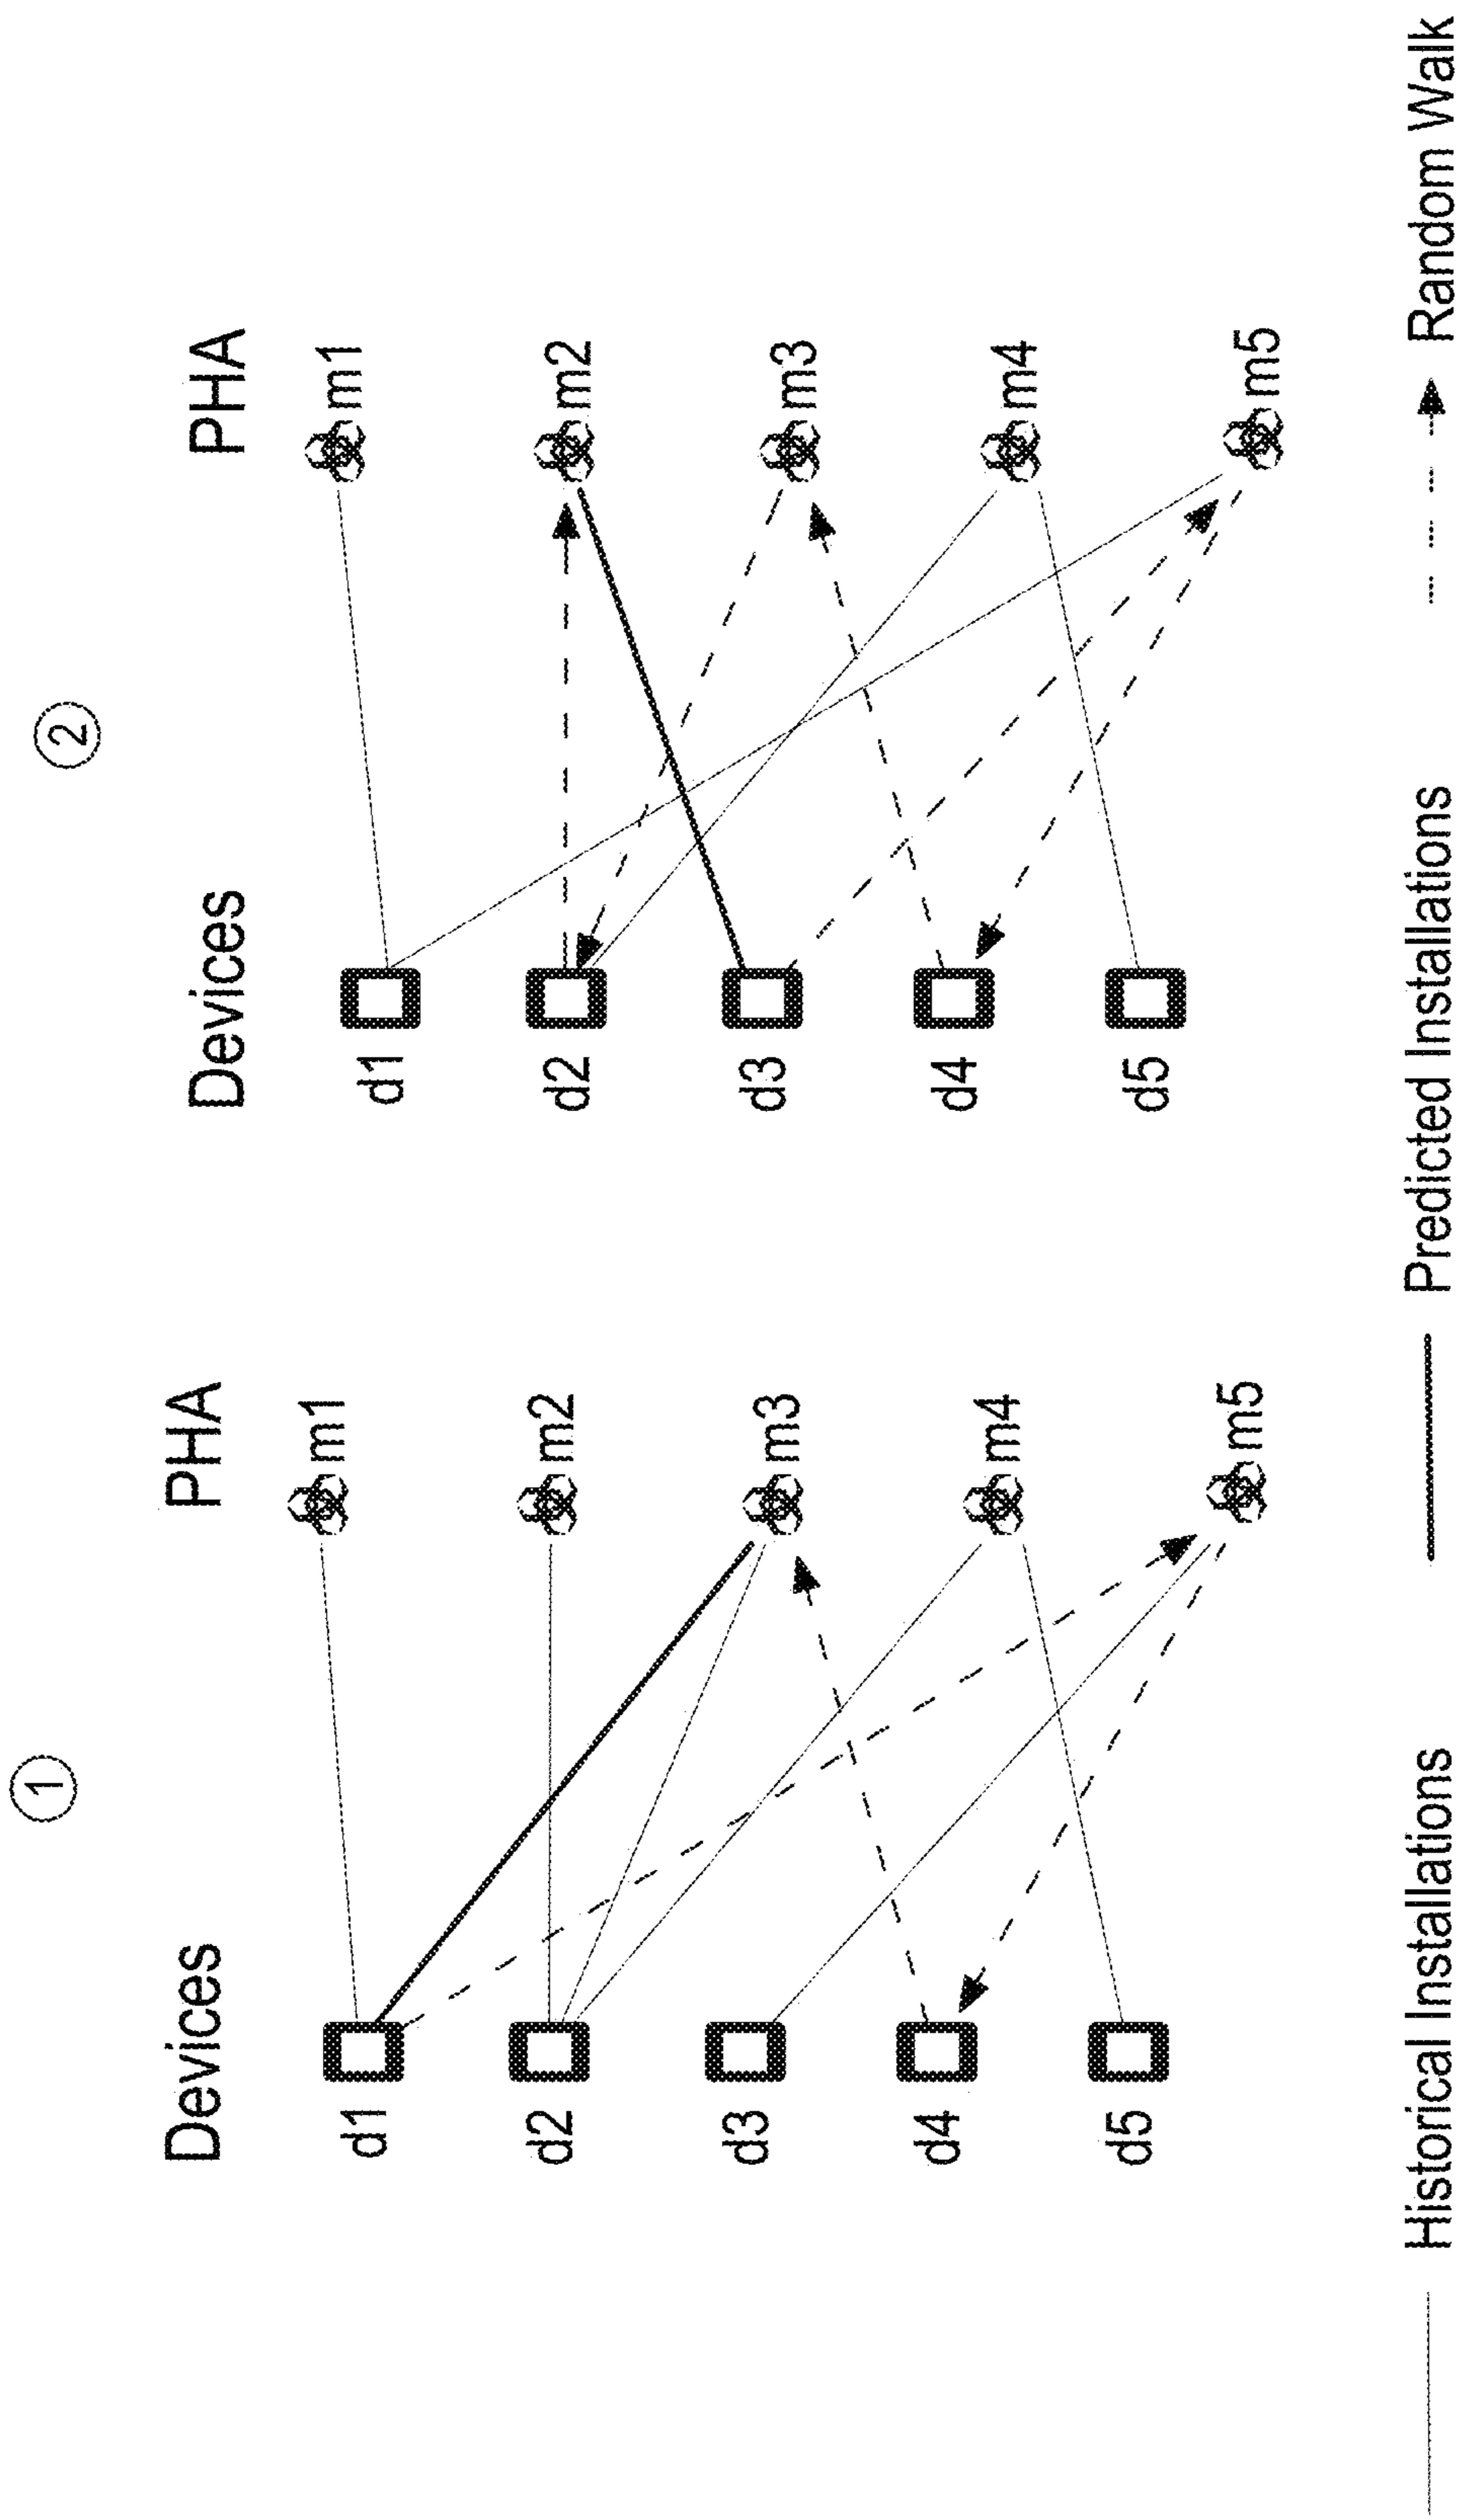 ①
Devices PHA
d1 m1
d2 m2
d3 m3
d4 m4
d5 m5
②
Devices PHA
d1 m1
d2 m2
d3 m3
d4 m4
d5 m5
Historical Installations Predicted Installations Random Walk